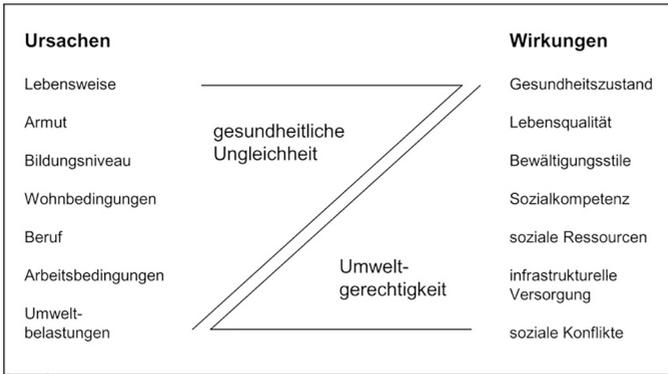 Ursachen
Lebensweise
Armut
Bildungsniveau
Wohnbedingungen
Beruf
Arbeitsbedingungen
Umwelt-
belastungen
gesundheitliche
Ungleichheit
Umwelt-
gerechtigkeit
Wirkungen
Gesundheitszustand
Lebensqualität
Bewältigungsstile
Sozialkompetenz
soziale Ressourcen
infrastrukturelle
Versorgung
soziale Konflikte